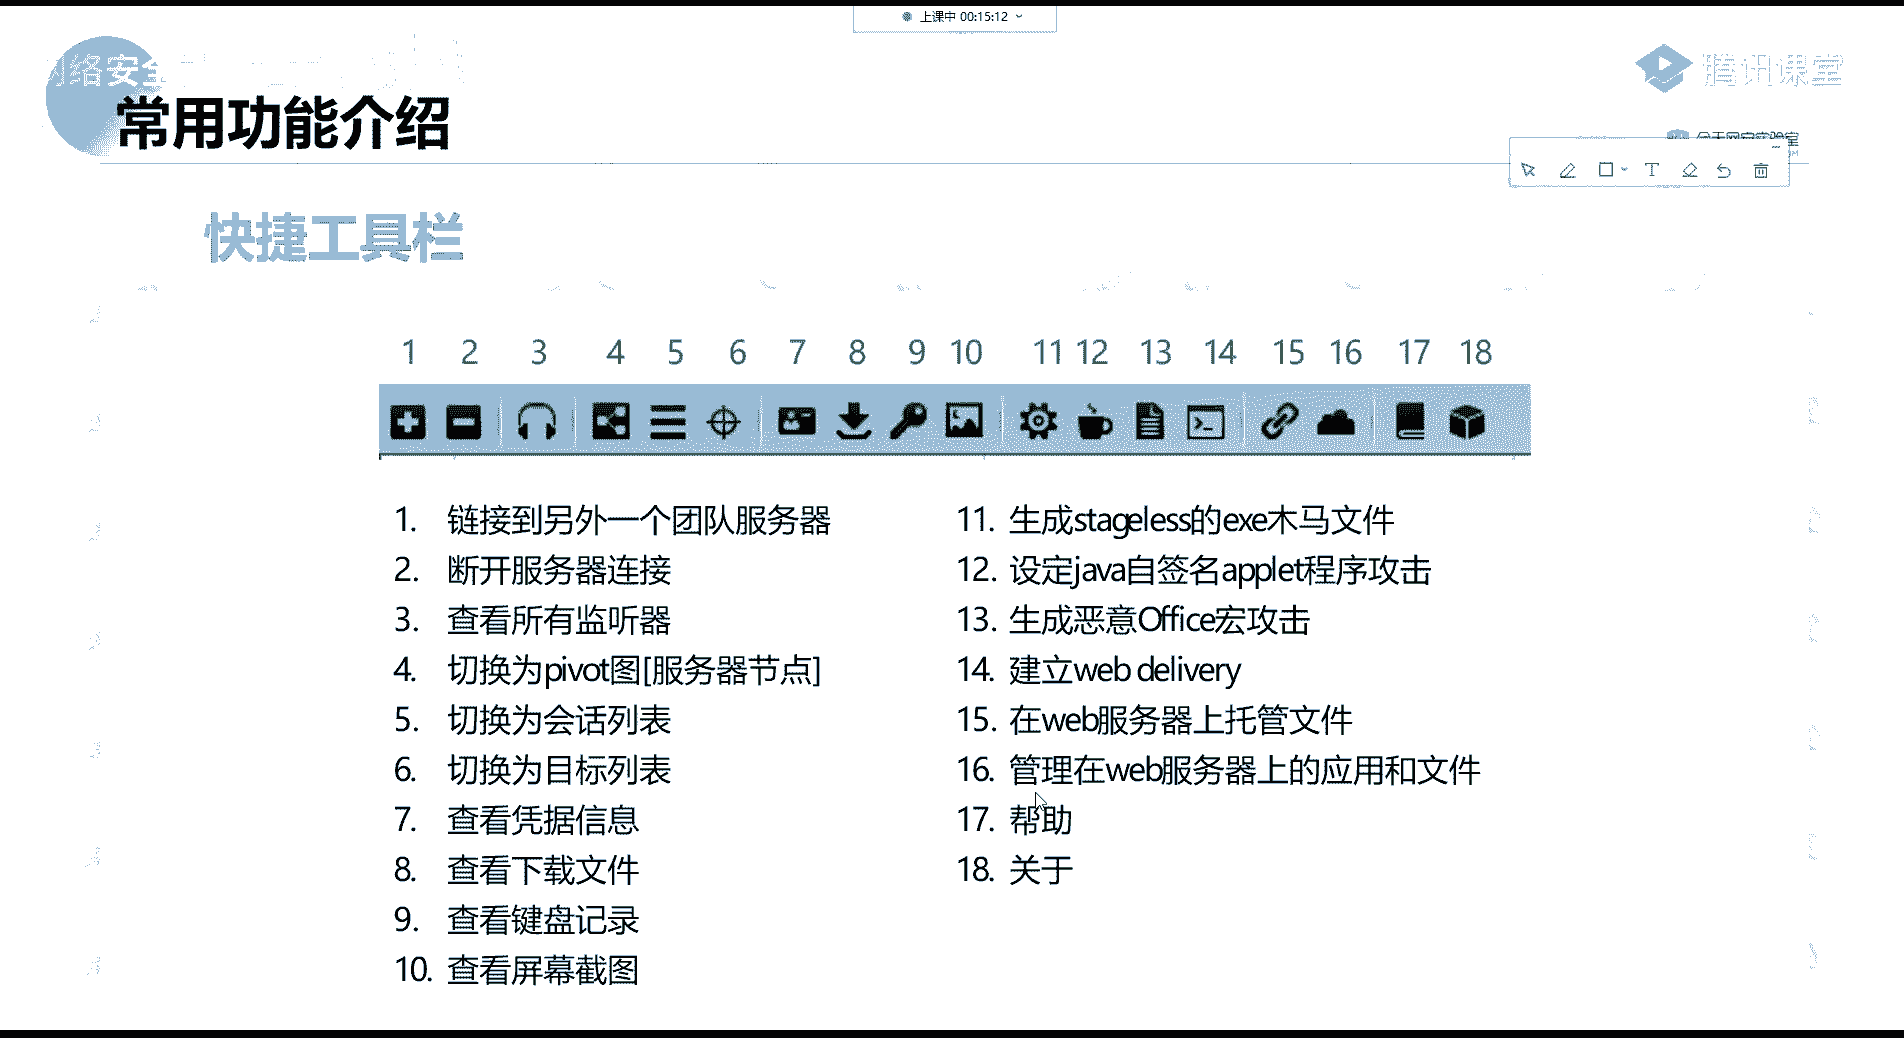 上课中 00:15:12
网络安全
常用功能介绍
腾讯课堂
快捷工具栏
1 2 3 4 5 6 7 8 9 10 11 12 13 14 15 16 17 18
1. 链接到另外一个团队服务器
2. 断开服务器连接
3. 查看所有监听器
4. 切换为pivot图[服务器节点]
5. 切换为会话列表
6. 切换为目标列表
7. 查看凭据信息
8. 查看下载文件
9. 查看键盘记录
10. 查看屏幕截图
11. 生成stageless的exe木马文件
12. 设定java自签名applet程序攻击
13. 生成恶意Office宏攻击
14. 建立web delivery
15. 在web服务器上托管文件
16. 管理在web服务器上的应用和文件
17. 帮助
18. 关于